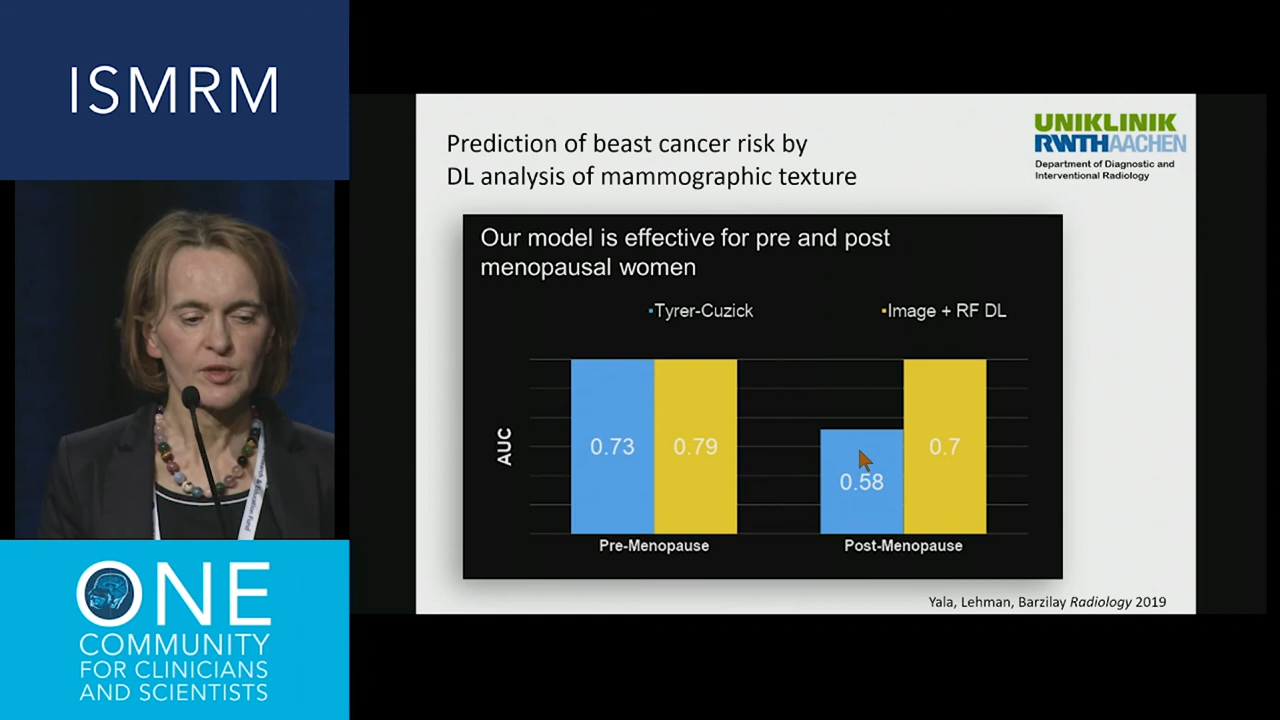 ISMRM
UNIKLINIK
RWTHAACHEN
Department of Diagnostic and
Interventional Radiology
Prediction of beast cancer risk by
DL analysis of mammographic texture
Our model is effective for pre and post
menopausal women
Tyrer-Cuzick
Image + RF DL
AUC
0.73
0.79
0.58
0.7
Pre-Menopause
Post-Menopause
Yala, Lehman, Barzilay Radiology 2019
ONE
COMMUNITY
FOR CLINICIANS
AND SCIENTISTS